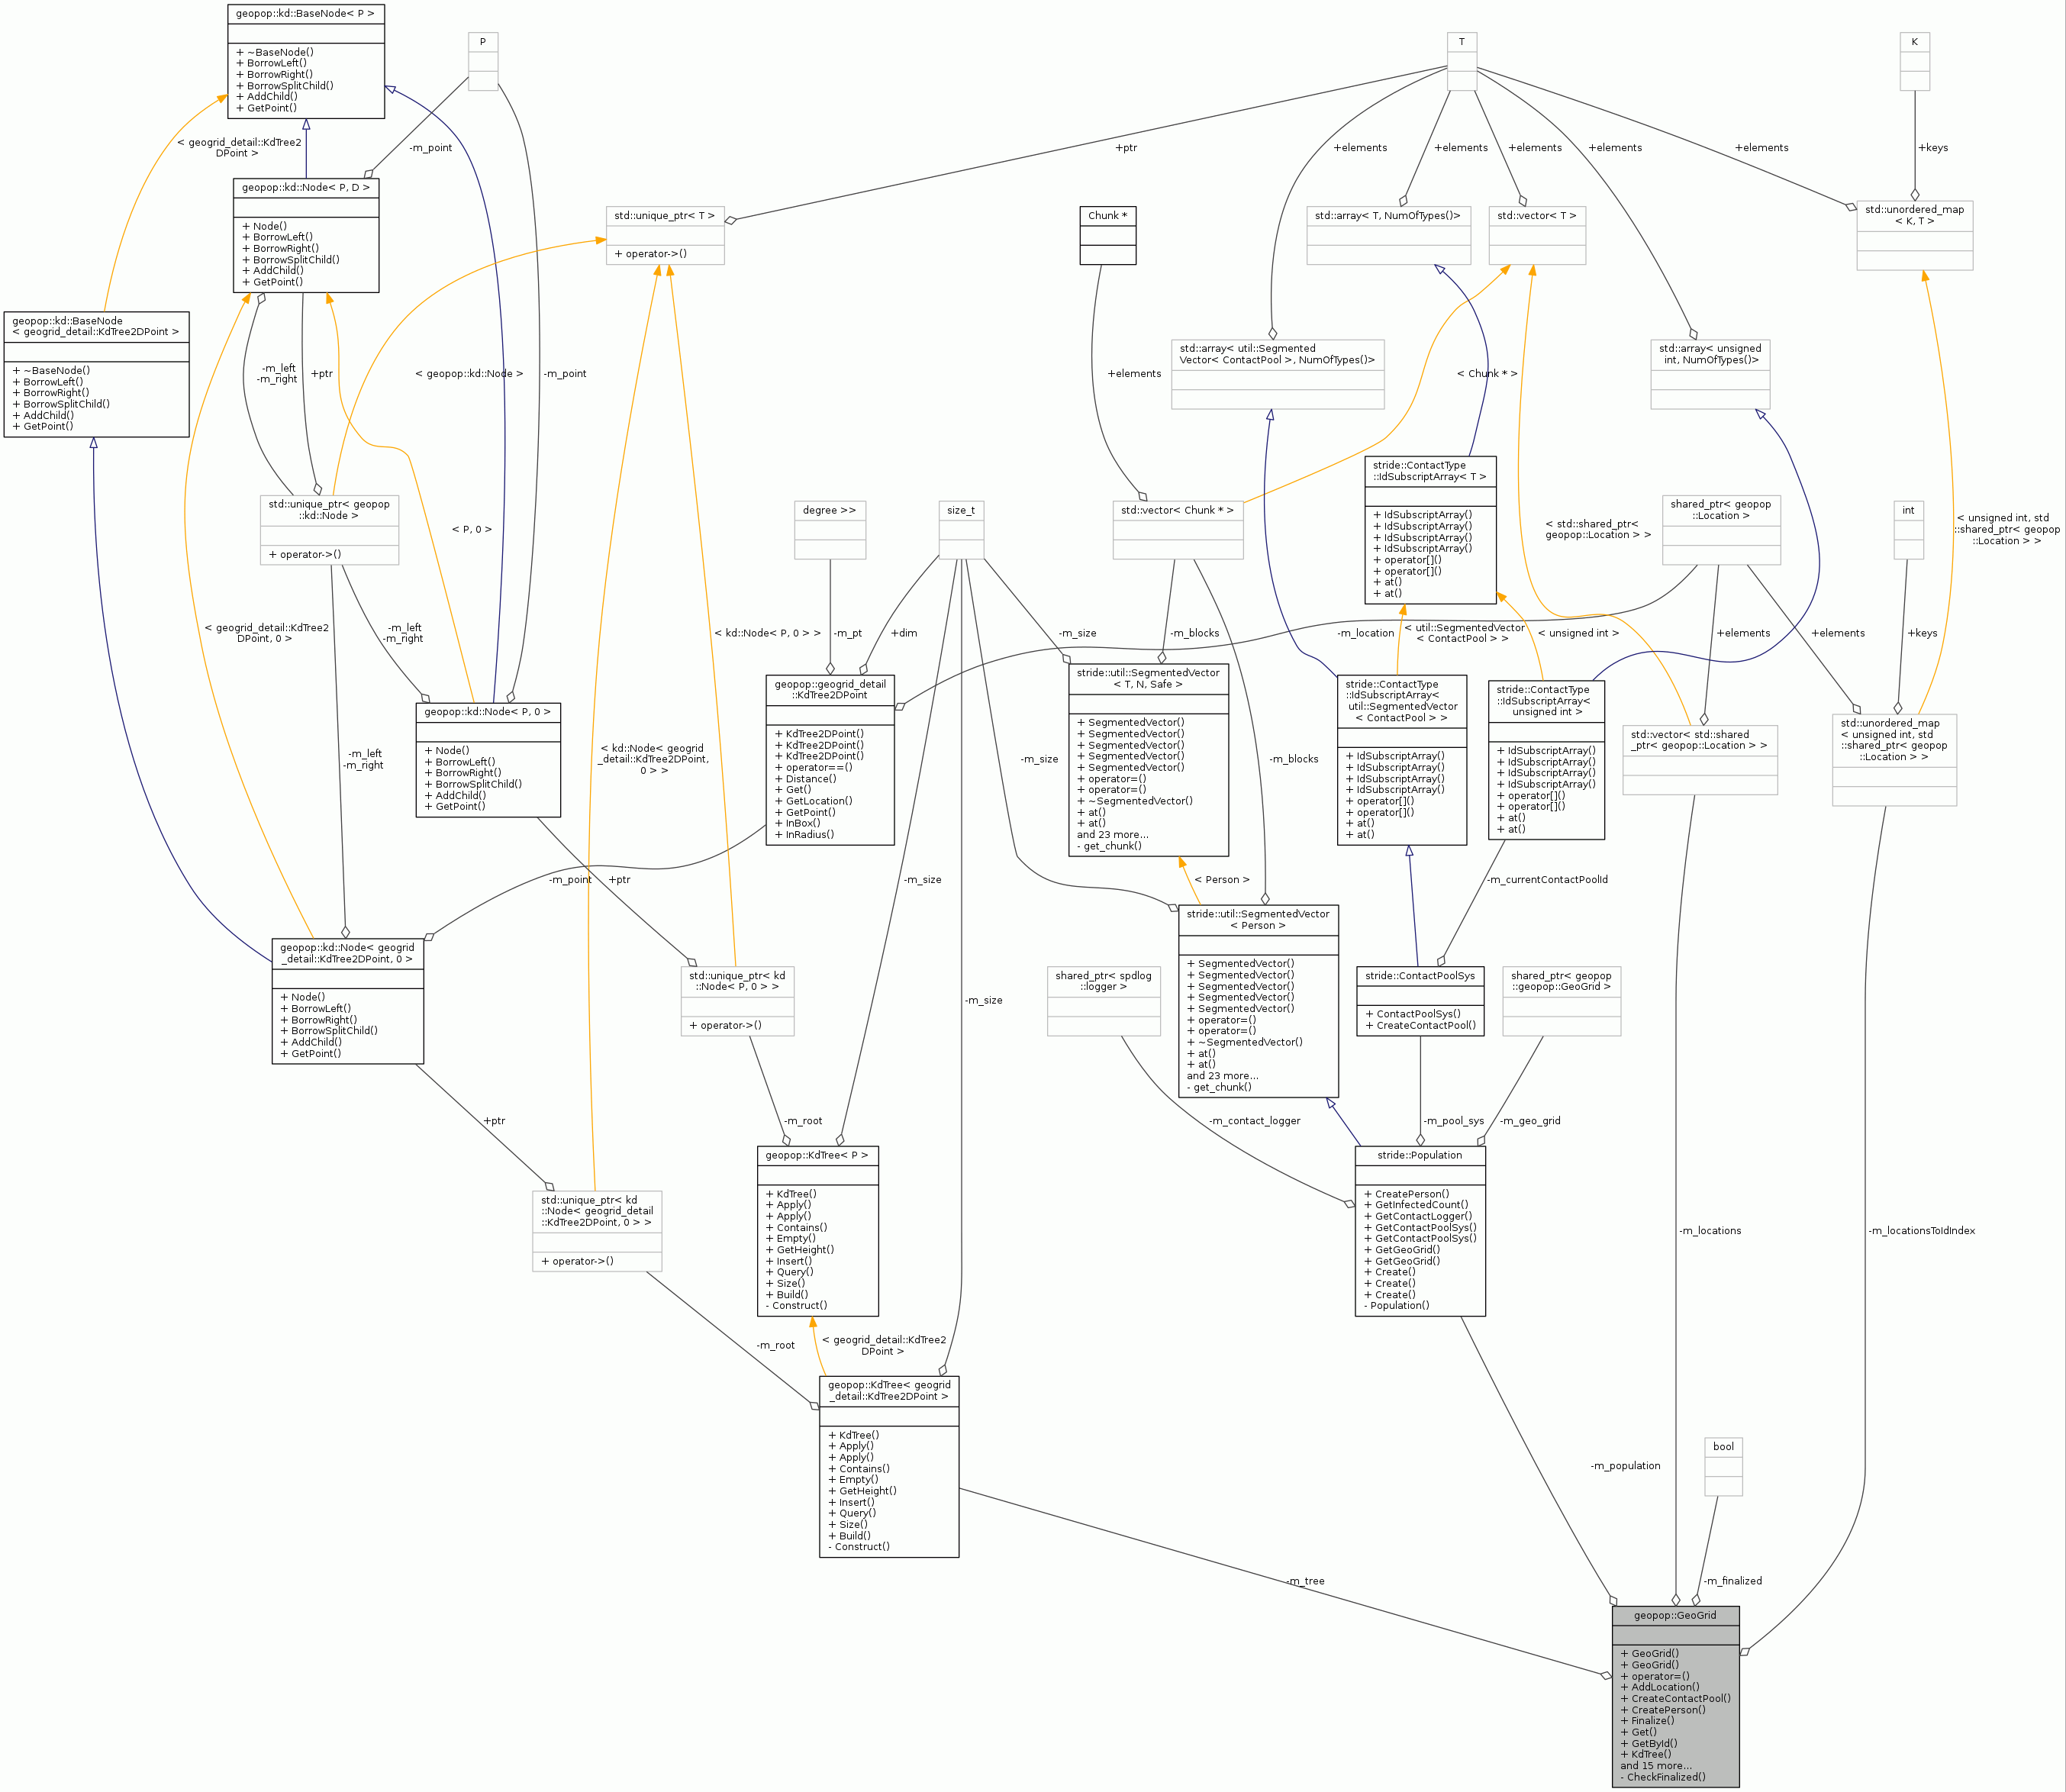 geopop::kd::BaseNode< P >
+ ~BaseNode()
+ BorrowLeft()
+ BorrowRight()
+ BorrowSplitChild()
+ AddChild()
+ GetPoint()
P
T
K
< geogrid_detail::KdTree2
DPoint >
-m_point
+ptr
+elements
+elements
+elements
+elements
+elements
+keys
geopop::kd::Node< P, D >
+ Node()
+ BorrowLeft()
+ BorrowRight()
+ BorrowSplitChild()
+ AddChild()
+ GetPoint()
std::unique_ptr< T >
+ operator->()
Chunk *
std::array< T, NumOfTypes()>
std::vector< T >
std::unordered_map
< K, T >
geopop::kd::BaseNode
< geogrid_detail::KdTree2DPoint >
+ ~BaseNode()
+ BorrowLeft()
+ BorrowRight()
+ BorrowSplitChild()
+ AddChild()
+ GetPoint()
-m_left
-m_right
+ptr
< geopop::kd::Node >
-m_point
+elements
std::array< util::Segmented
Vector< ContactPool >, NumOfTypes()>
< Chunk * >
std::array< unsigned
int, NumOfTypes()>
stride::ContactType
::IdSubscriptArray< T >
+ IdSubscriptArray()
+ IdSubscriptArray()
+ IdSubscriptArray()
+ IdSubscriptArray()
+ operator[]()
+ operator[]()
+ at()
+ at()
std::unique_ptr< geopop
::kd::Node >
+ operator->()
< P, 0 >
degree >>
size_t
std::vector< Chunk * >
< std::shared_ptr<
geopop::Location > >
shared_ptr< geopop
::Location >
int
< unsigned int, std
::shared_ptr< geopop
::Location > >
< geogrid_detail::KdTree2
DPoint, 0 >
-m_left
-m_right
< kd::Node< P, 0 > >
-m_pt
+dim
-m_size
-m_blocks
-m_location
< util::SegmentedVector
< ContactPool > >
< unsigned int >
+elements
+elements
+keys
geopop::kd::Node< P, 0 >
+ Node()
+ BorrowLeft()
+ BorrowRight()
+ BorrowSplitChild()
+ AddChild()
+ GetPoint()
geopop::geogrid_detail
::KdTree2DPoint
+ KdTree2DPoint()
+ KdTree2DPoint()
+ KdTree2DPoint()
+ operator==()
+ Distance()
+ Get()
+ GetLocation()
+ GetPoint()
+ InBox()
+ InRadius()
stride::util::SegmentedVector
< T, N, Safe >
+ SegmentedVector()
+ SegmentedVector()
+ SegmentedVector()
+ SegmentedVector()
+ SegmentedVector()
+ operator=()
+ operator=()
+ ~SegmentedVector()
+ at()
+ at()
and 23 more...
- get_chunk()
stride::ContactType
::IdSubscriptArray<
util::SegmentedVector
< ContactPool > >
+ IdSubscriptArray()
+ IdSubscriptArray()
+ IdSubscriptArray()
+ IdSubscriptArray()
+ operator[]()
+ operator[]()
+ at()
+ at()
stride::ContactType
::IdSubscriptArray<
unsigned int >
+ IdSubscriptArray()
+ IdSubscriptArray()
+ IdSubscriptArray()
+ IdSubscriptArray()
+ operator[]()
+ operator[]()
+ at()
+ at()
std::vector< std::shared
_ptr< geopop::Location > >
std::unordered_map
< unsigned int, std
::shared_ptr< geopop
::Location > >
-m_left
-m_right
< kd::Node< geogrid
_detail::KdTree2DPoint,
0 > >
-m_size
-m_blocks
-m_point
+ptr
-m_size
< Person >
-m_currentContactPoolId
geopop::kd::Node< geogrid
_detail::KdTree2DPoint, 0 >
+ Node()
+ BorrowLeft()
+ BorrowRight()
+ BorrowSplitChild()
+ AddChild()
+ GetPoint()
std::unique_ptr< kd
::Node< P, 0 > >
+ operator->()
-m_size
shared_ptr< spdlog
::logger >
stride::util::SegmentedVector
< Person >
+ SegmentedVector()
+ SegmentedVector()
+ SegmentedVector()
+ SegmentedVector()
+ SegmentedVector()
+ operator=()
+ operator=()
+ ~SegmentedVector()
+ at()
+ at()
and 23 more...
- get_chunk()
stride::ContactPoolSys
+ ContactPoolSys()
+ CreateContactPool()
shared_ptr< geopop
::geopop::GeoGrid >
+ptr
-m_root
-m_contact_logger
-m_pool_sys
-m_geo_grid
std::unique_ptr< kd
::Node< geogrid_detail
::KdTree2DPoint, 0 > >
+ operator->()
geopop::KdTree< P >
+ KdTree()
+ Apply()
+ Apply()
+ Contains()
+ Empty()
+ GetHeight()
+ Insert()
+ Query()
+ Size()
+ Build()
- Construct()
stride::Population
+ CreatePerson()
+ GetInfectedCount()
+ GetContactLogger()
+ GetContactPoolSys()
+ GetContactPoolSys()
+ GetGeoGrid()
+ GetGeoGrid()
+ Create()
+ Create()
+ Create()
- Population()
-m_locations
-m_locationsToIdIndex
-m_root
< geogrid_detail::KdTree2
DPoint >
geopop::KdTree< geogrid
_detail::KdTree2DPoint >
+ KdTree()
+ Apply()
+ Apply()
+ Contains()
+ Empty()
+ GetHeight()
+ Insert()
+ Query()
+ Size()
+ Build()
- Construct()
-m_population
bool
-m_tree
-m_finalized
geopop::GeoGrid
+ GeoGrid()
+ GeoGrid()
+ operator=()
+ AddLocation()
+ CreateContactPool()
+ CreatePerson()
+ Finalize()
+ Get()
+ GetById()
+ KdTree()
and 15 more...
- CheckFinalized()